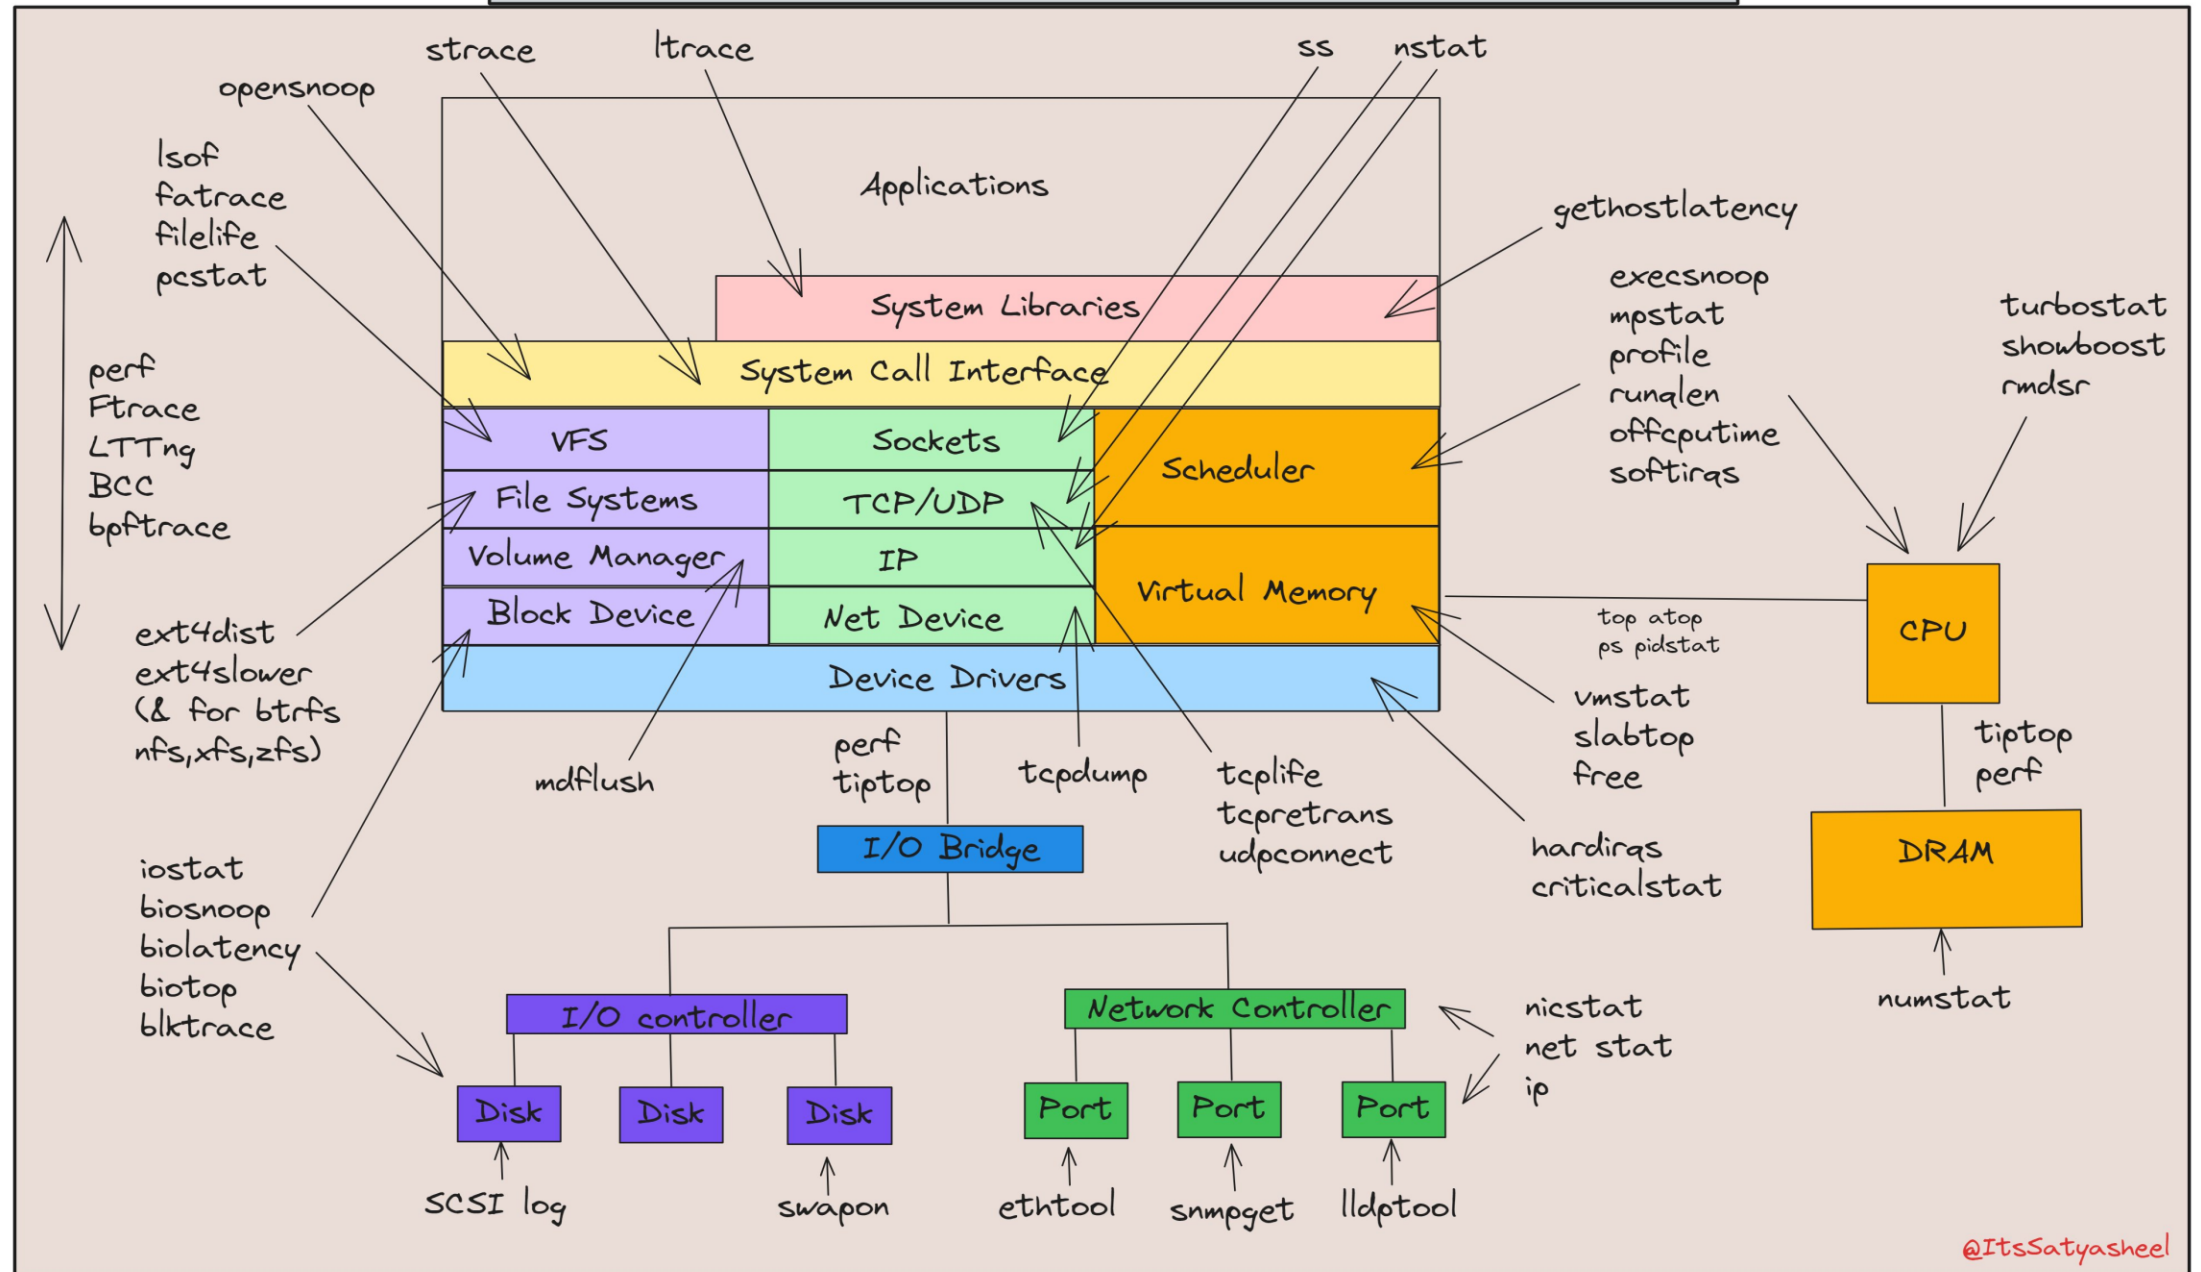 strace
ltrace
ss
nstat
opensnoop
lsof
fatrace
filelife
pcstat
Applications
gethostlatency
execsnoop
mpstat
profile
runqlen
offcputime
softirqs
turbostat
showboost
rmdsr
System Libraries
System Call Interface
perf
Ftrace
LTTng
BCC
bpftrace
VFS
Sockets
Scheduler
File Systems
TCP/UDP
Volume Manager
IP
Virtual Memory
Block Device
Net Device
Device Drivers
top atop
ps pidstat
CPU
ext4dist
ext4slower
(& for btrfs
nfs,xfs,zfs)
mdflush
perf
tiptop
tcpdump
tcplife
tcpretrans
udpconnect
vmstat
slabtop
free
tiptop
perf
I/O Bridge
hardirqs
criticalstat
DRAM
iostat
biosnoop
biolatency
biotop
blktrace
numstat
I/O controller
Network Controller
nicstat
net stat
ip
Disk
Disk
Disk
Port
Port
Port
SCSI log
swapon
ethtool
snmpget
lldptool
@ItsSatyasheel